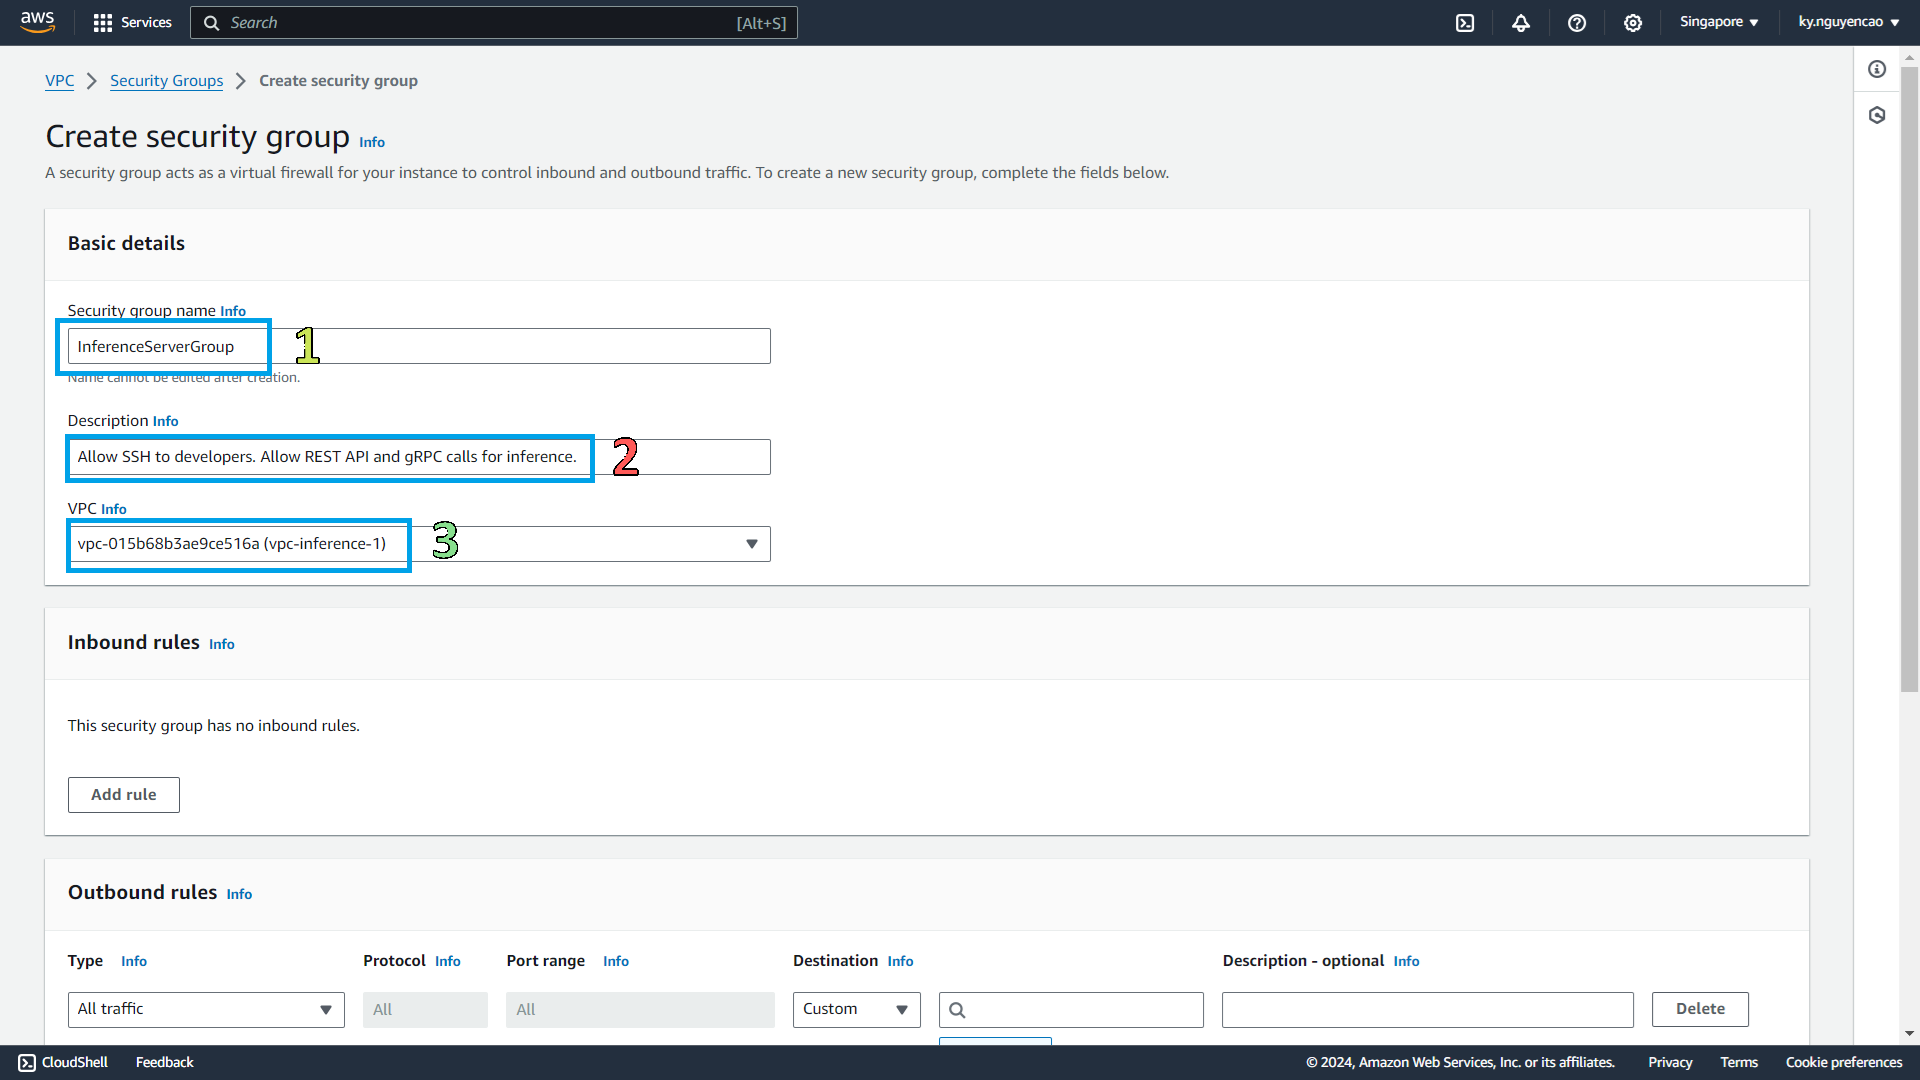 aws Services Search [Alt+S] Singapore ky.nguyencao
VPC Security Groups Create security group
Create security group Info
A security group acts as a virtual firewall for your instance to control inbound and outbound traffic. To create a new security group, complete the fields below.
Basic details
Security group name Info
InferenceServerGroup 1
Name cannot be edited after creation.
Description Info
Allow SSH to developers. Allow REST API and gRPC calls for inference. 2
VPC Info
vpc-015b68b3ae9ce516a (vpc-inference-1) 3
Inbound rules Info
This security group has no inbound rules.
Add rule
Outbound rules Info
Type Info Protocol Info Port range Info Destination Info Description - optional Info
All traffic All All Custom Delete
CloudShell Feedback © 2024, Amazon Web Services, Inc. or its affiliates. Privacy Terms Cookie preferences